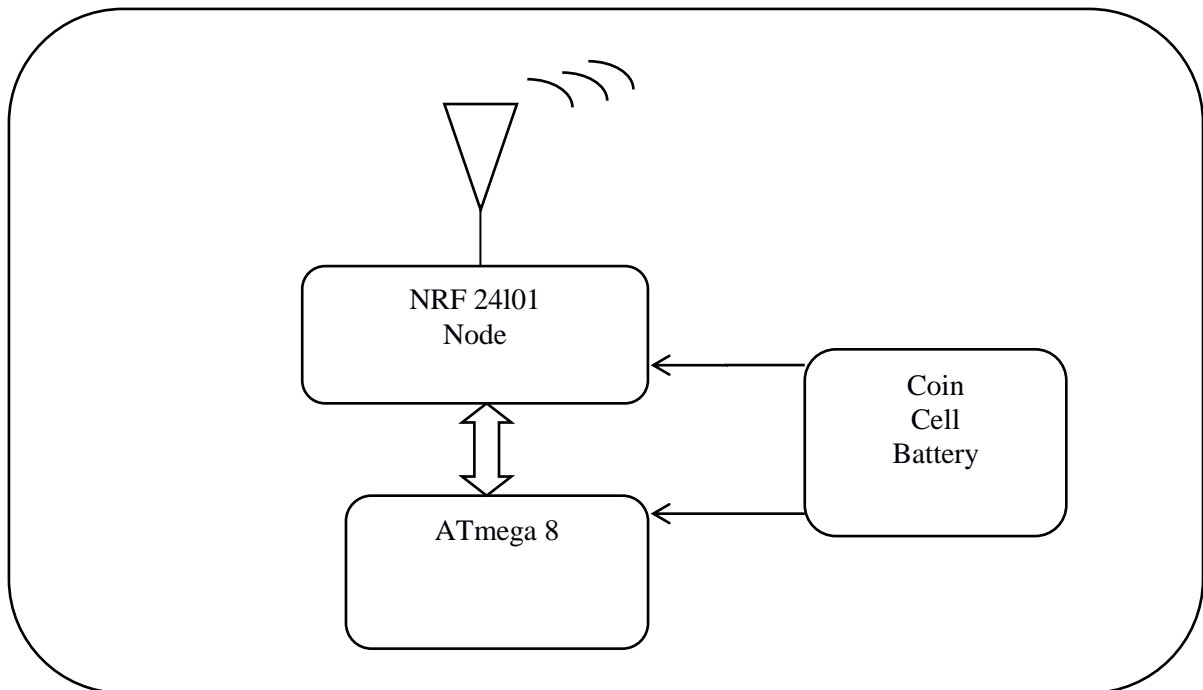 NRF 24l01
Node
Coin
Cell
Battery
ATmega 8